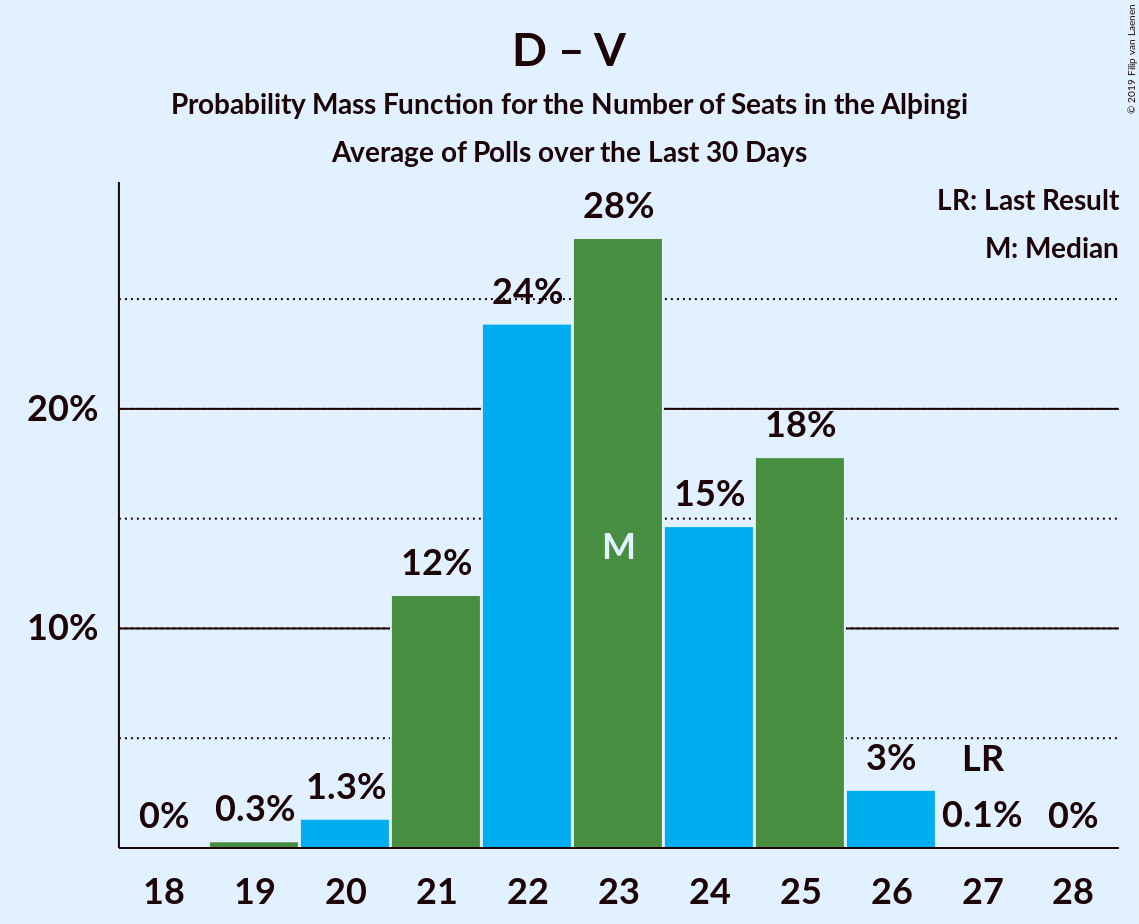 D – V
Probability Mass Function for the Number of Seats in the Alþingi
Average of Polls over the Last 30 Days
© 2019 Filip van Laenen
LR: Last Result
M: Median
28%
24%
20%
18%
15%
M
12%
10%
3%
LR
1.3%
0% 0.3% 0.1% 0%
18 19 20 21 22 23 24 25 26 27 28